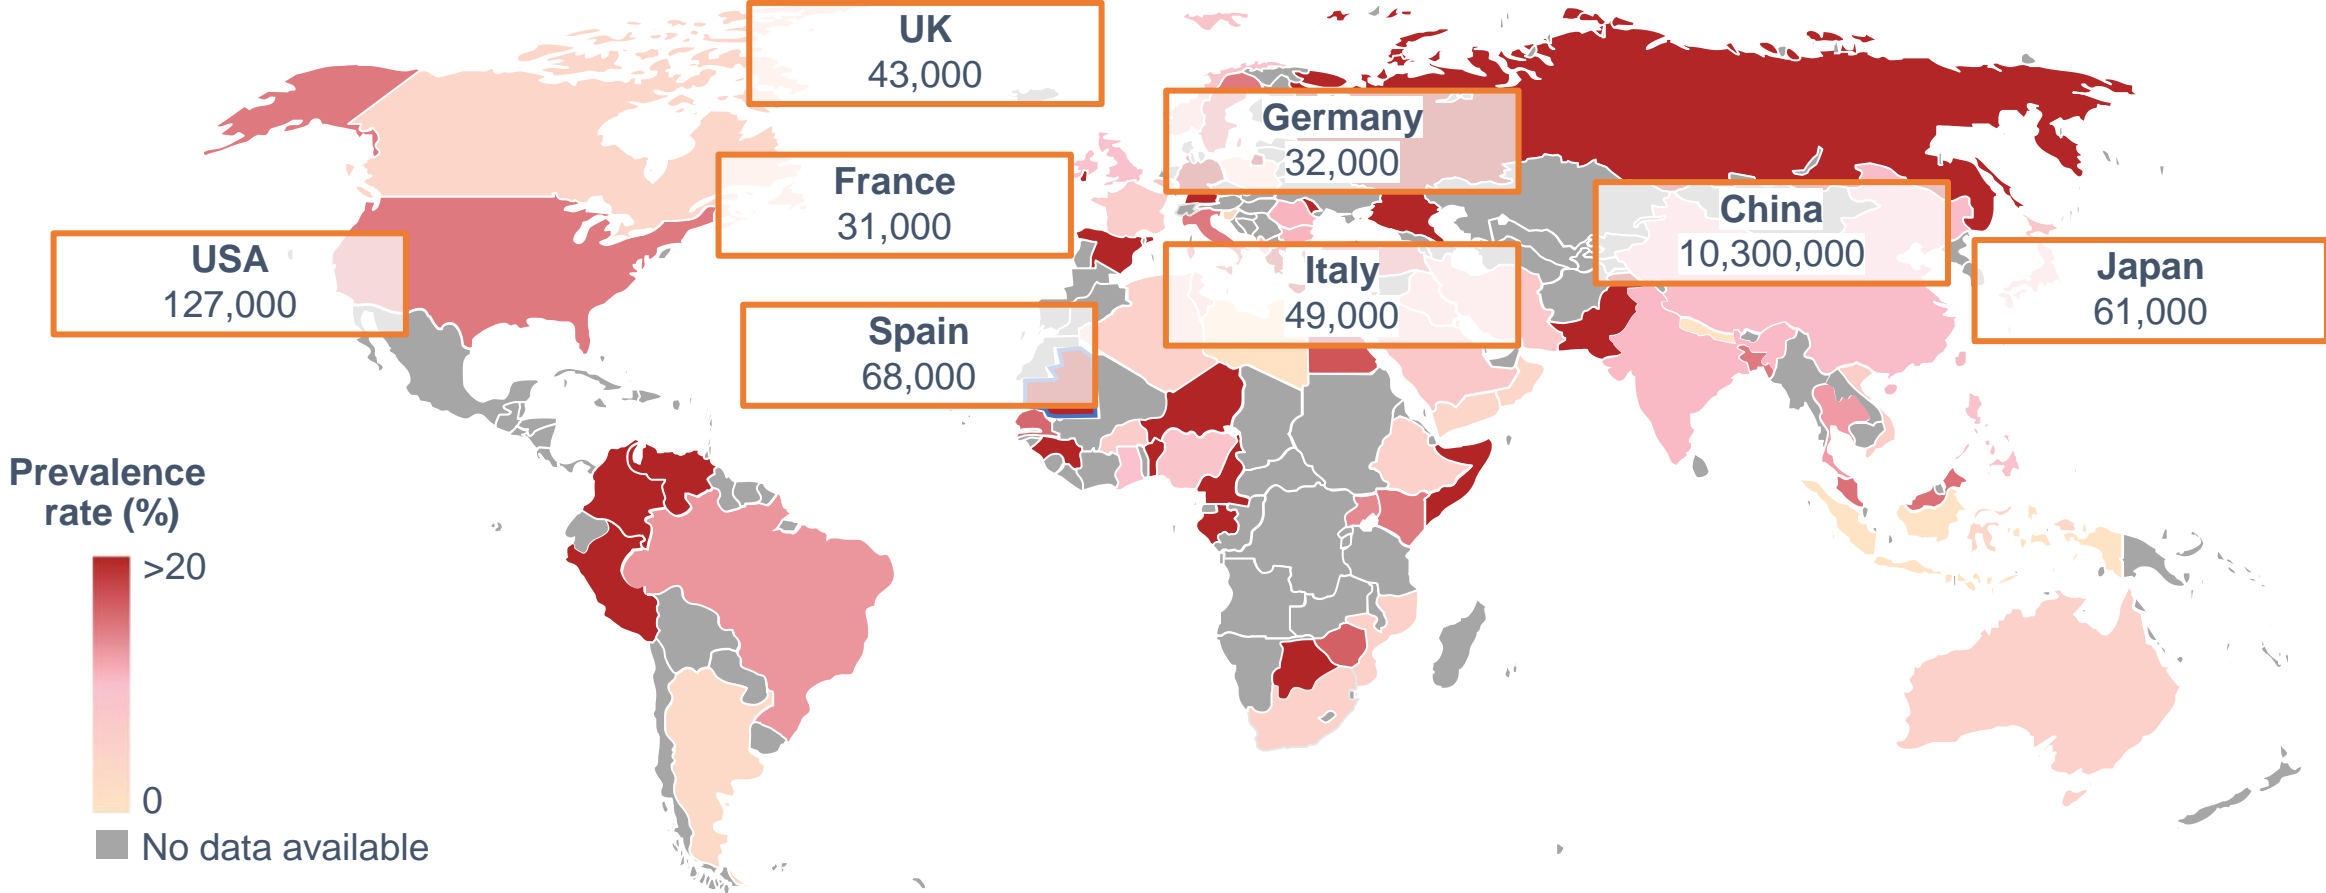 UK
43,000
Germany
32,000
France
31,000
China
10,300,000
USA
127,000
Italy
49,000
Japan
61,000
Spain
68,000
Prevalence
rate (%)
>20
0
No data available